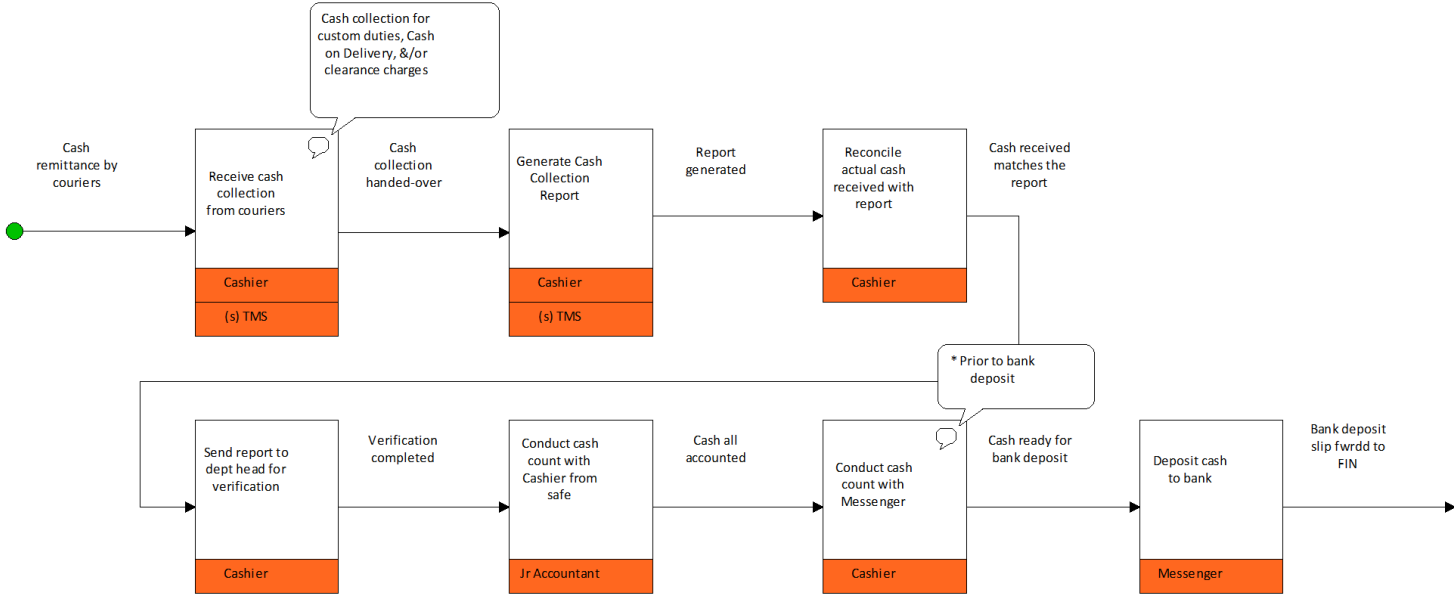 Cash collection for
custom duties, Cash
on Delivery, &/or
clearance charges
Cash
remittance by
couriers
Receive cash
collection
from couriers
Cashier
(s) TMS
Cash
collection
handed-over
Generate Cash
Collection
Report
Cashier
(s) TMS
Report
generated
Reconcile
actual cash
received with
report
Cashier
Cash received
matches the
report
* Prior to bank
deposit
Send report to
dept head for
verification
Cashier
Verification
completed
Conduct cash
count with
Cashier from
safe
Jr Accountant
Cash all
accounted
Conduct cash
count with
Messenger
Cashier
Cash ready for
bank deposit
Deposit cash
to bank
Messenger
Bank deposit
slip fwrdd to
FIN